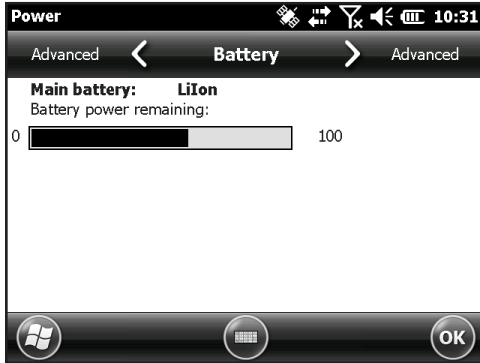 Power 10:31
Advanced Battery Advanced
Main battery: LiIon
Battery power remaining:
0 100
OK